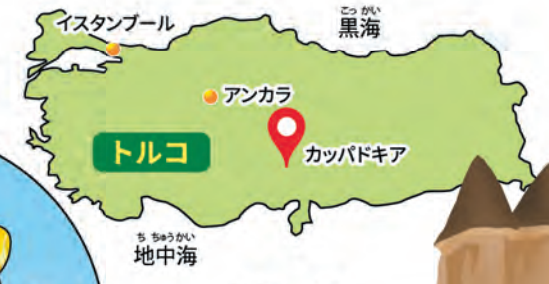 イスタンブール
こっかい
黒海
アンカラ
トルコ
カッパドキア
ちちゅうかい
地中海